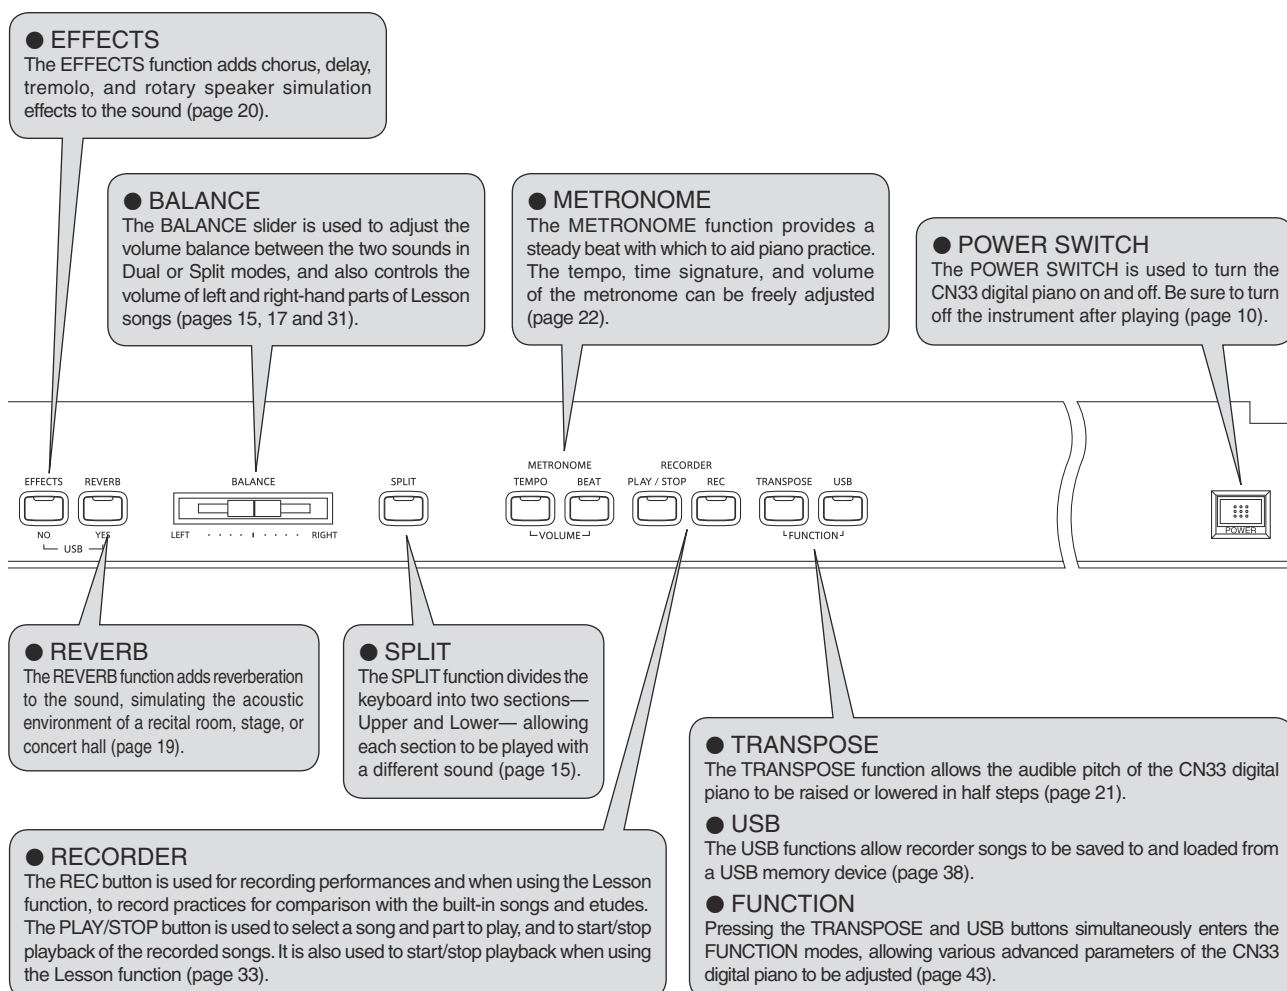 ● EFFECTS
The EFFECTS function adds chorus, delay,
tremolo, and rotary speaker simulation
effects to the sound (page 20).
● BALANCE
The BALANCE slider is used to adjust the
volume balance between the two sounds in
Dual or Split modes, and also controls the
volume of left and right-hand parts of Lesson
songs (pages 15, 17 and 31).
● METRONOME
The METRONOME function provides a
steady beat with which to aid piano practice.
The tempo, time signature, and volume
of the metronome can be freely adjusted
(page 22).
● POWER SWITCH
The POWER SWITCH is used to turn the
CN33 digital piano on and off. Be sure to turn
off the instrument after playing (page 10).
METRONOME RECORDER
EFFECTS REVERB BALANCE SPLIT TEMPO BEAT PLAY / STOP REC TRANSPOSE USB
POWER
NO YES LEFT RIGHT VOLUME FUNCTION
USB
● REVERB
The REVERB function adds reverberation
to the sound, simulating the acoustic
environment of a recital room, stage, or
concert hall (page 19).
● SPLIT
The SPLIT function divides the
keyboard into two sections—
Upper and Lower— allowing
each section to be played with
a different sound (page 15).
● RECORDER
The REC button is used for recording performances and when using the Lesson
function, to record practices for comparison with the built-in songs and etudes.
The PLAY/STOP button is used to select a song and part to play, and to start/stop
playback of the recorded songs. It is also used to start/stop playback when using
the Lesson function (page 33).
● TRANSPOSE
The TRANSPOSE function allows the audible pitch of the CN33 digital
piano to be raised or lowered in half steps (page 21).
● USB
The USB functions allow recorder songs to be saved to and loaded from
a USB memory device (page 38).
● FUNCTION
Pressing the TRANSPOSE and USB buttons simultaneously enters the
FUNCTION modes, allowing various advanced parameters of the CN33
digital piano to be adjusted (page 43).